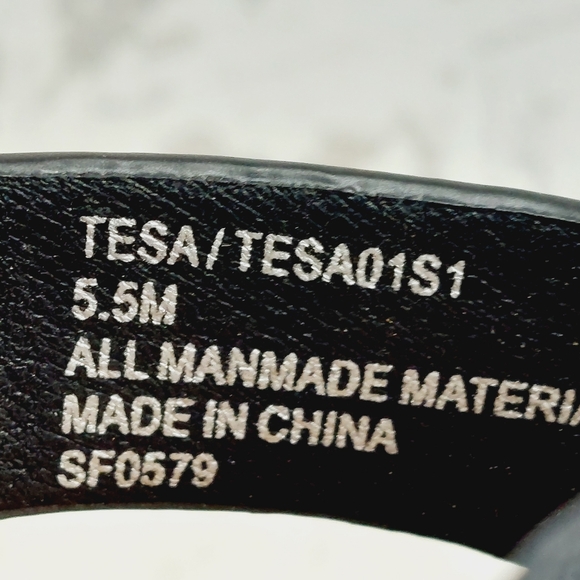 TESA/TESA01S1
5.5M
ALL MANMADE MATERIA
MADE IN CHINA
SF0579